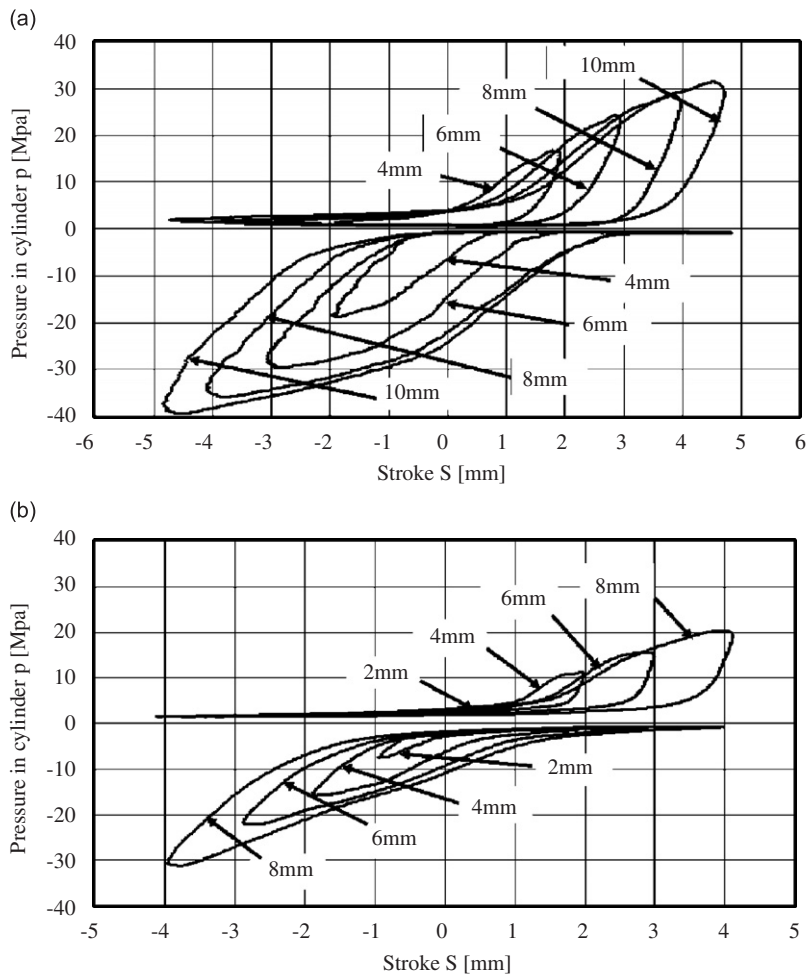 (a)
40
30
20
10
0
-10
-20
-30
-40
Pressure in cylinder p [Mpa]
10mm
8mm
6mm
4mm
4mm
6mm
8mm
10mm
-6 -5 -4 -3 -2 -1 0 1 2 3 4 5 6
Stroke S [mm]
(b)
40
30
20
10
0
-10
-20
-30
-40
Pressure in cylinder p [Mpa]
8mm
6mm
4mm
2mm
2mm
4mm
6mm
8mm
-5 -4 -3 -2 -1 0 1 2 3 4 5
Stroke S [mm]